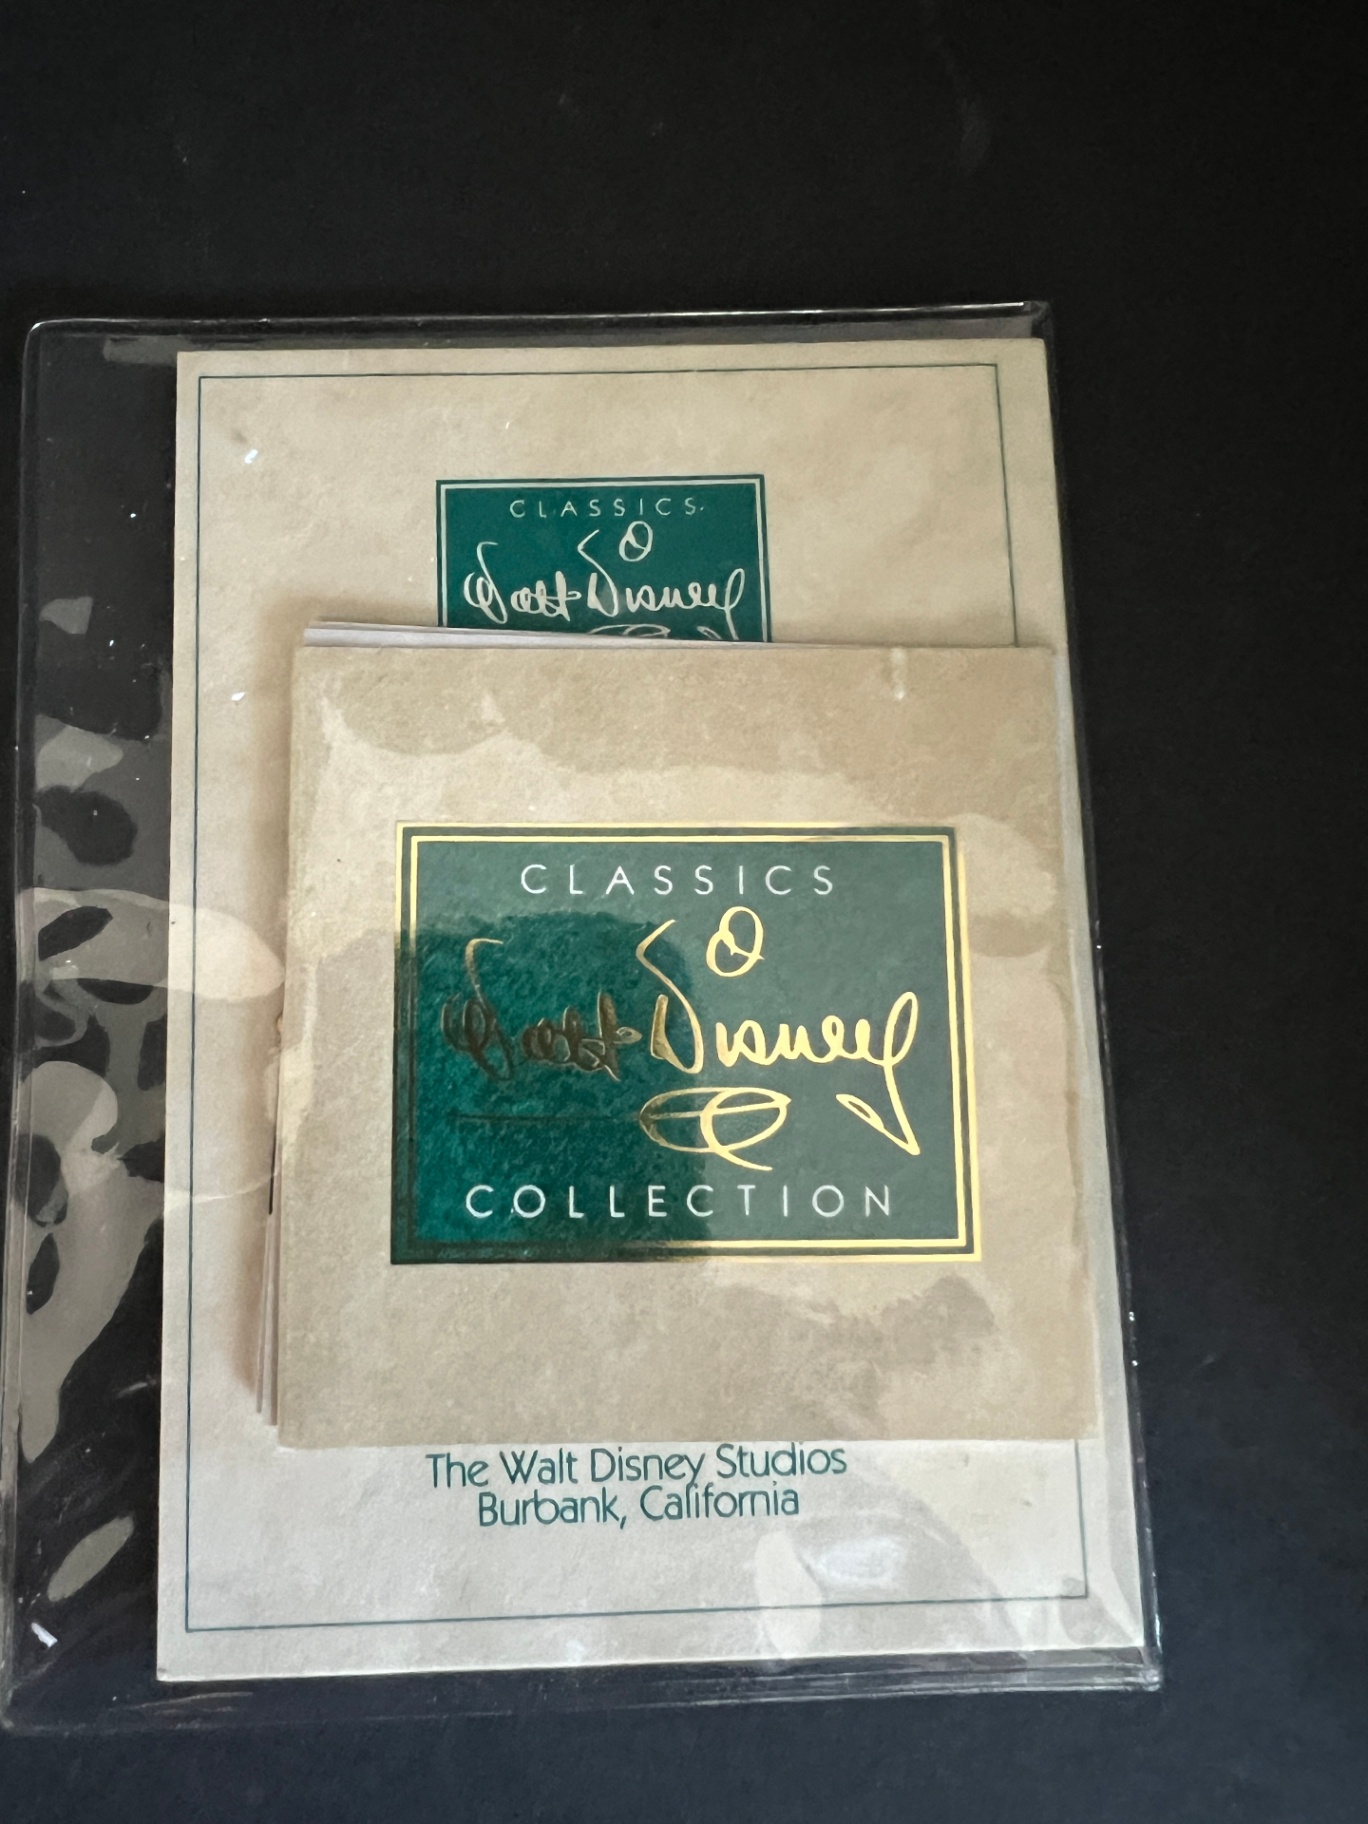 CLASSICS
Walt Disney
CLASSICS
Walt Disney
COLLECTION
The Walt Disney Studios
Burbank, California